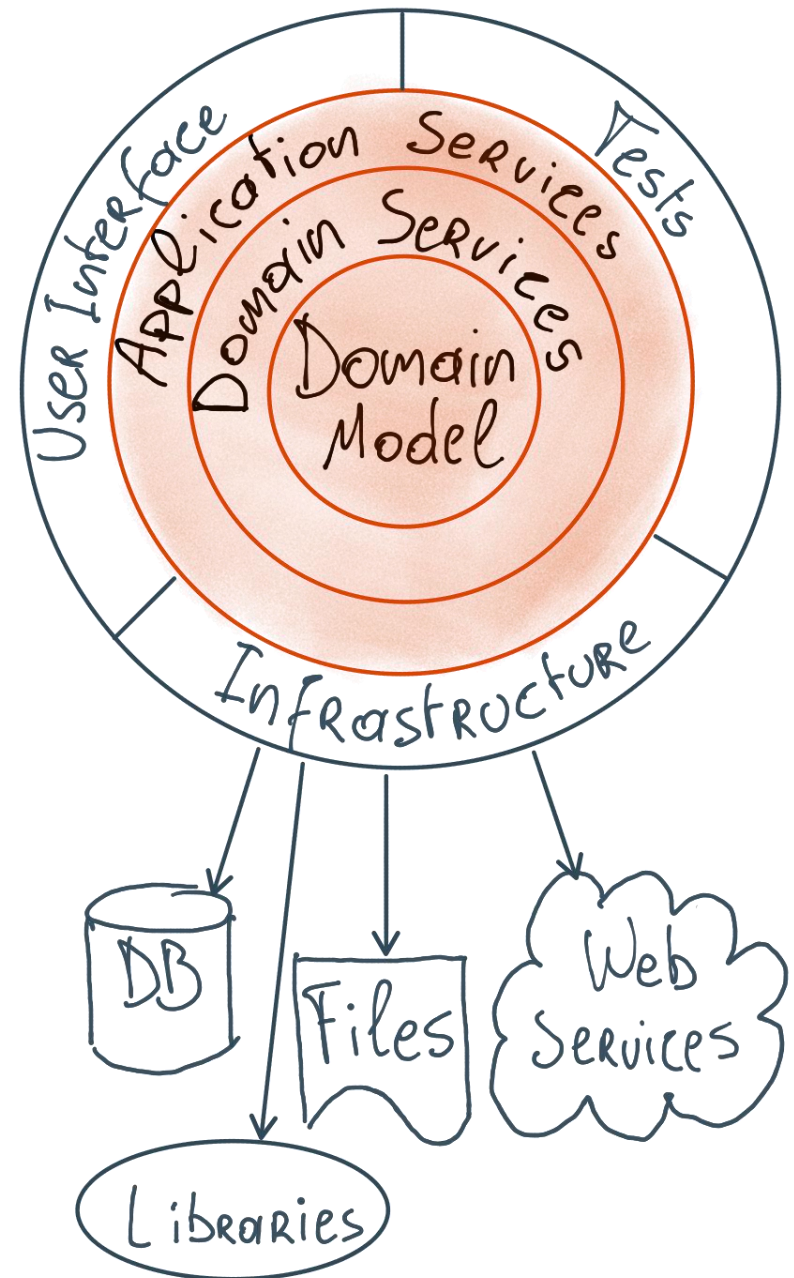 User Interface
Tests
Application Services
Domain Services
Domain
Model
Infrastructure
DB
Files
Web
Services
Libraries